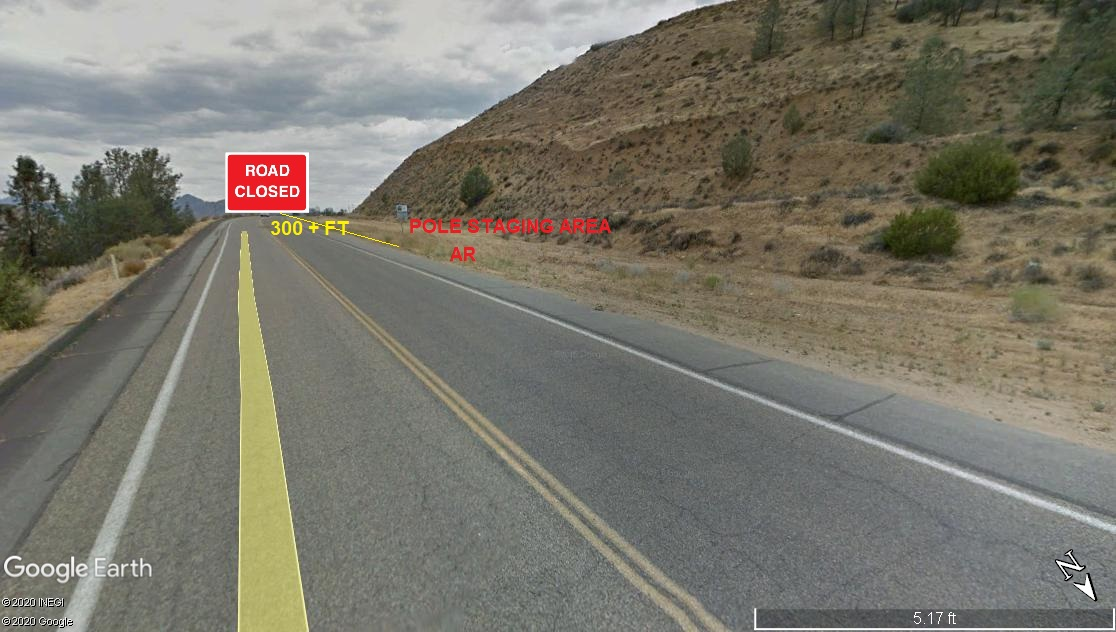 ROAD
CLOSED
300 + FT
POLE STAGING AREA
AR
Google Earth
©2020 INEGI
©2020 Google
N
5.17 ft